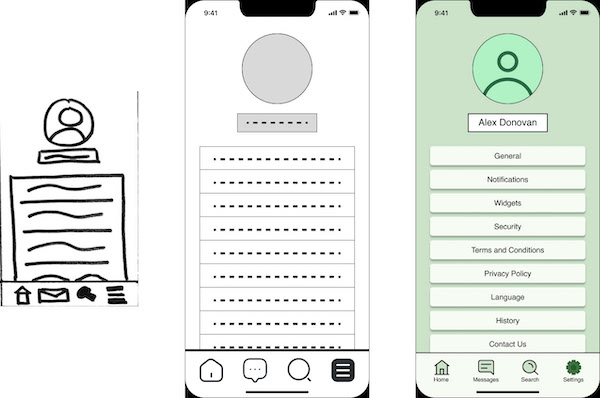 9:41
9:41
Alex Donovan
General
Notifications
Widgets
Security
Terms and Conditions
Privacy Policy
Language
History
Contact Us
Home Messages Search Settings